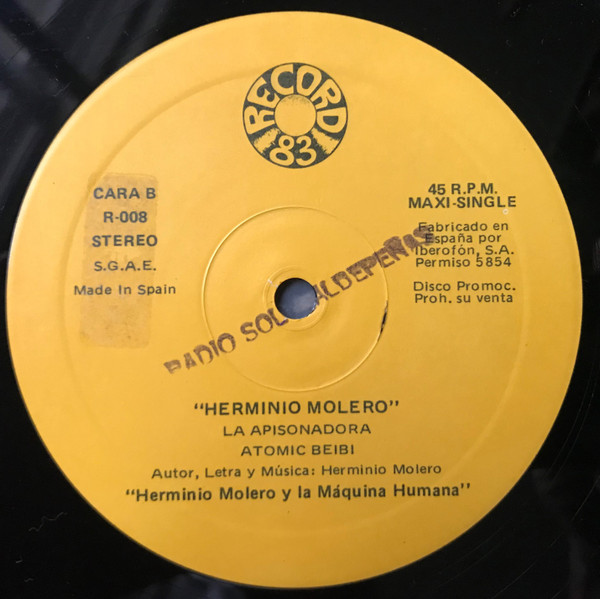 RECORD
83
CARA B
R-008
STEREO
S.G.A.E.
Made In Spain
45 R.P.M.
MAXI-SINGLE
Fabricado en
España por
Iberofón, S.A.
Permiso 5854
Disco Promoc.
Proh. su venta
RADIO SOL VALDEPEÑAS
"HERMINIO MOLERO"
LA APISONADORA
ATOMIC BEIBI
Autor, Letra y Música: Herminio Molero
"Herminio Molero y la Máquina Humana"